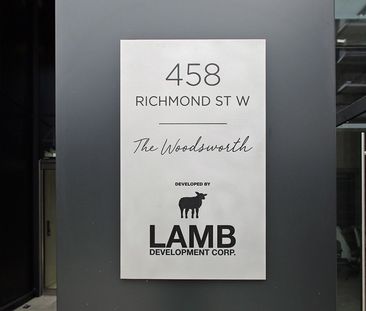 458
RICHMOND ST W
The Woodsworth
DEVELOPED BY
LAMB
DEVELOPMENT CORP.